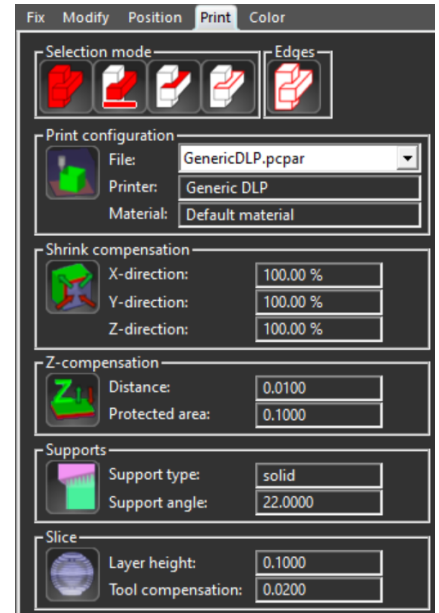 Fix Modify Position Print Color
Selection mode Edges
Print configuration
File: GenericDLP.pcpar
Printer: Generic DLP
Material: Default material
Shrink compensation
X-direction: 100.00 %
Y-direction: 100.00 %
Z-direction: 100.00 %
Z-compensation
Z
Distance: 0.0100
Protected area: 0.1000
Supports
Support type: solid
Support angle: 22.0000
Slice
Layer height: 0.1000
Tool compensation: 0.0200